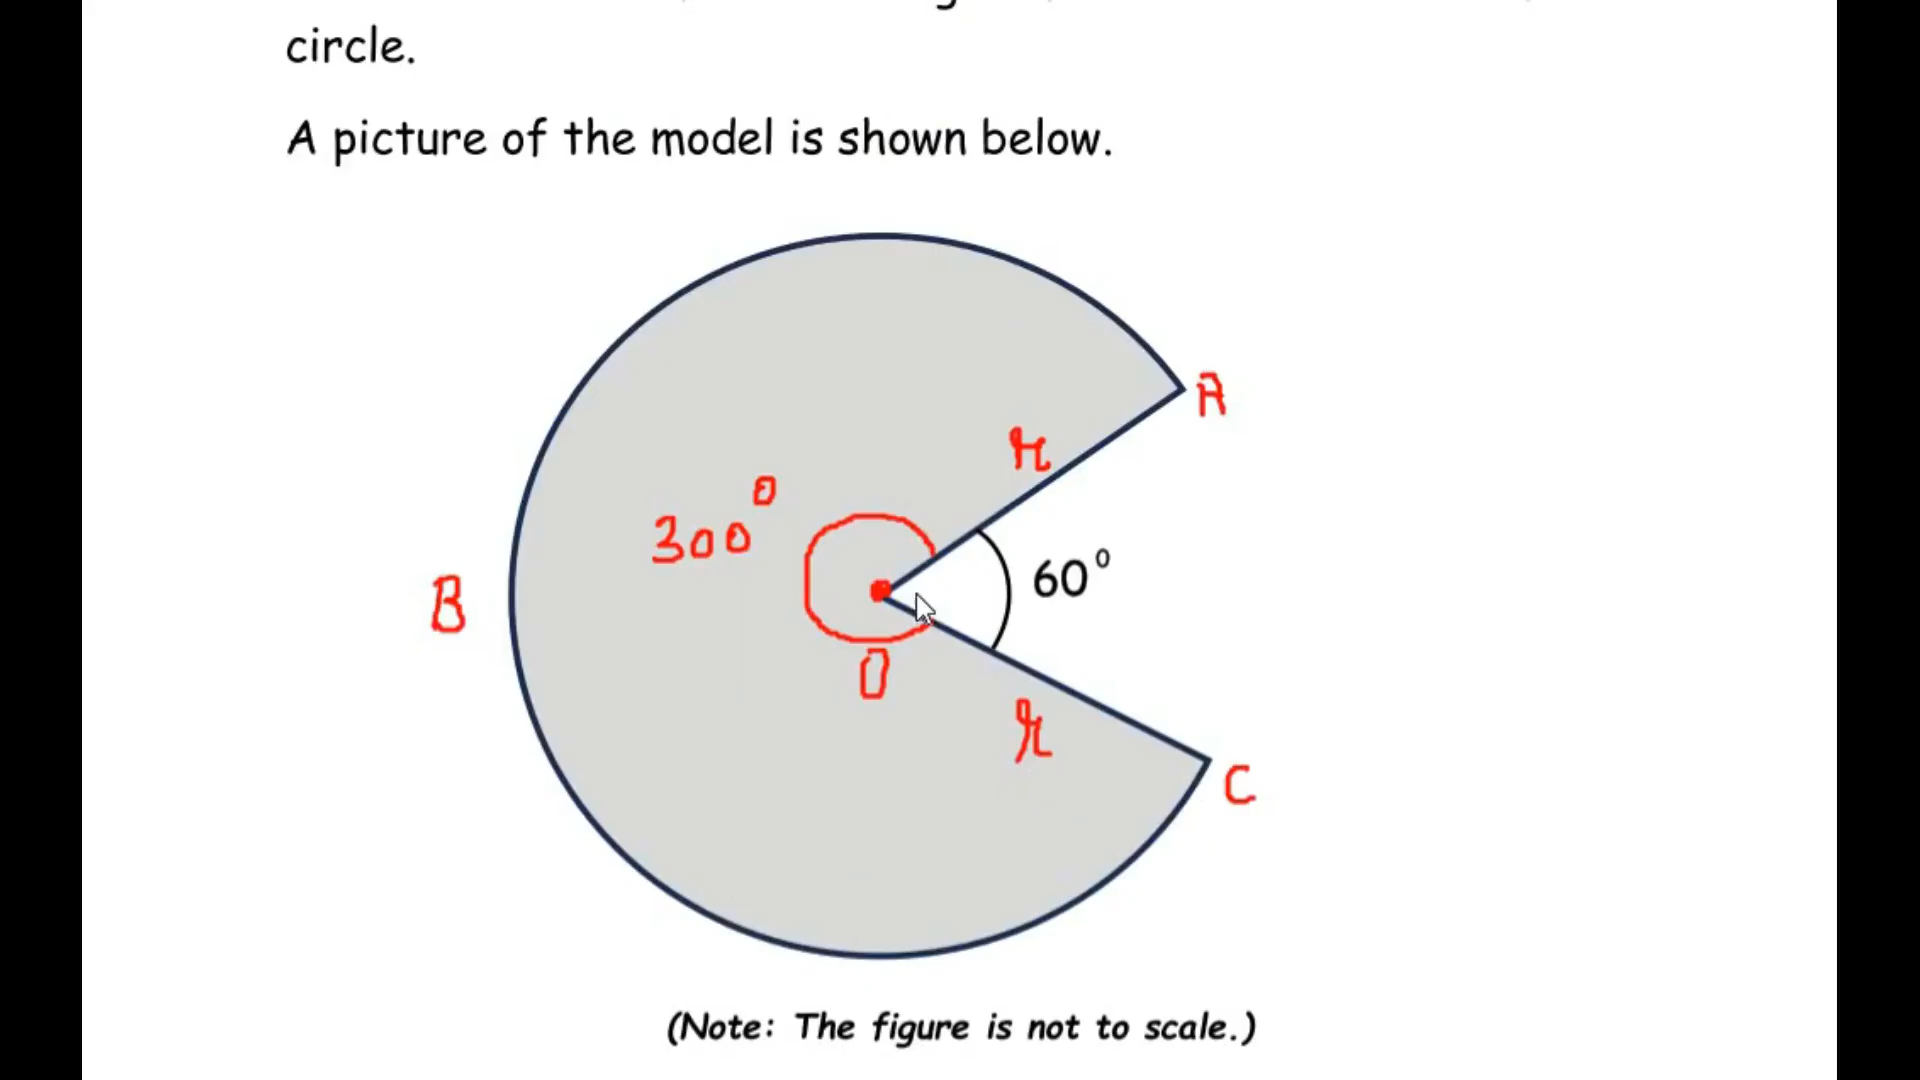 circle.
A picture of the model is shown below.
A
r
300°
60°
B
O
r
C
(Note: The figure is not to scale.)